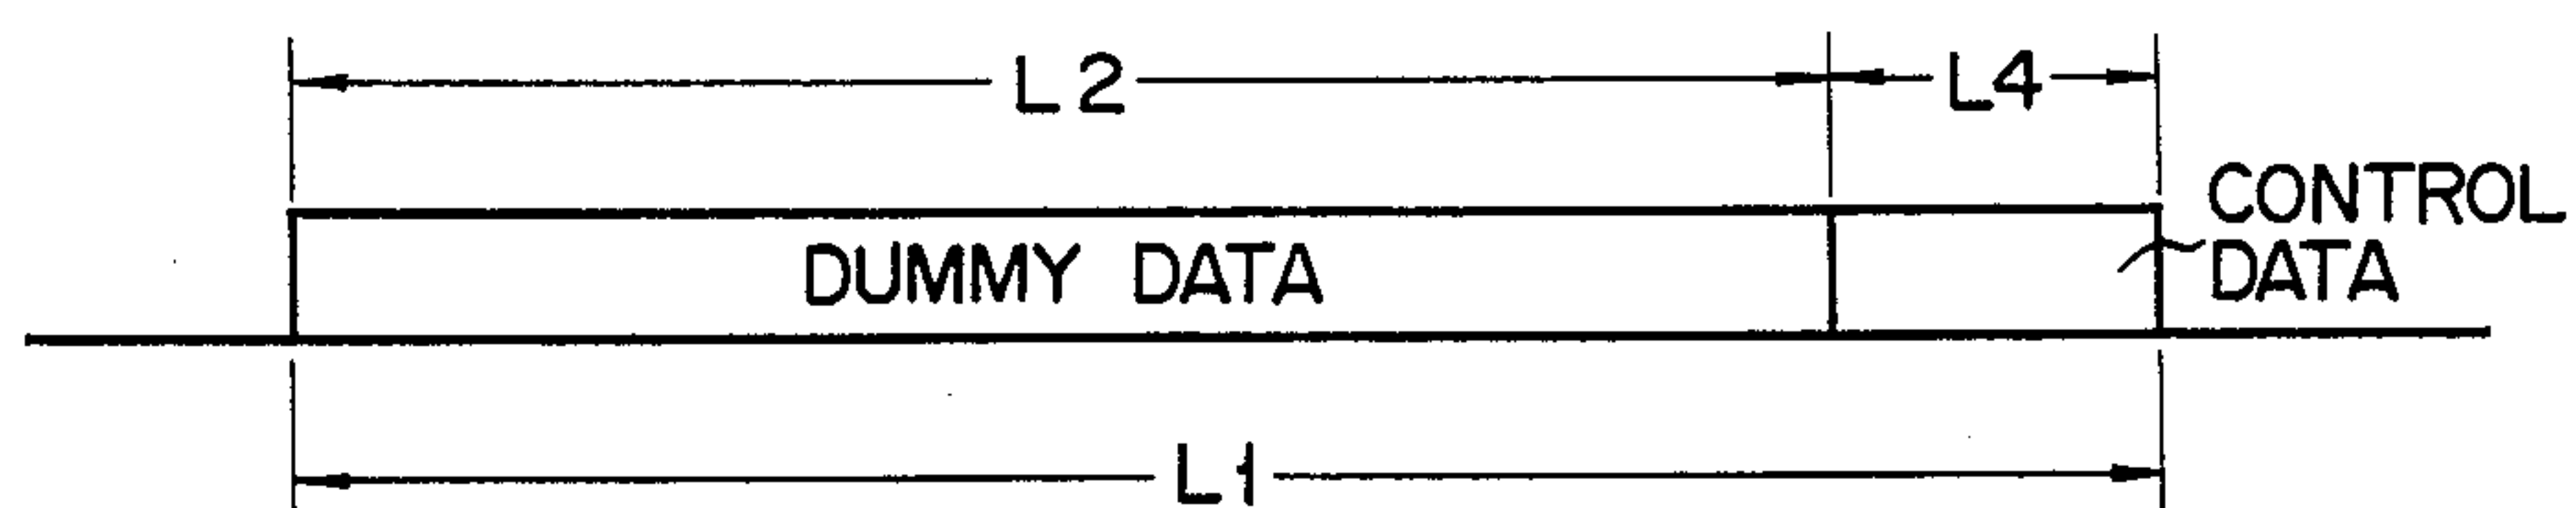 L2
L4
CONTROL
DATA
DUMMY DATA
L1